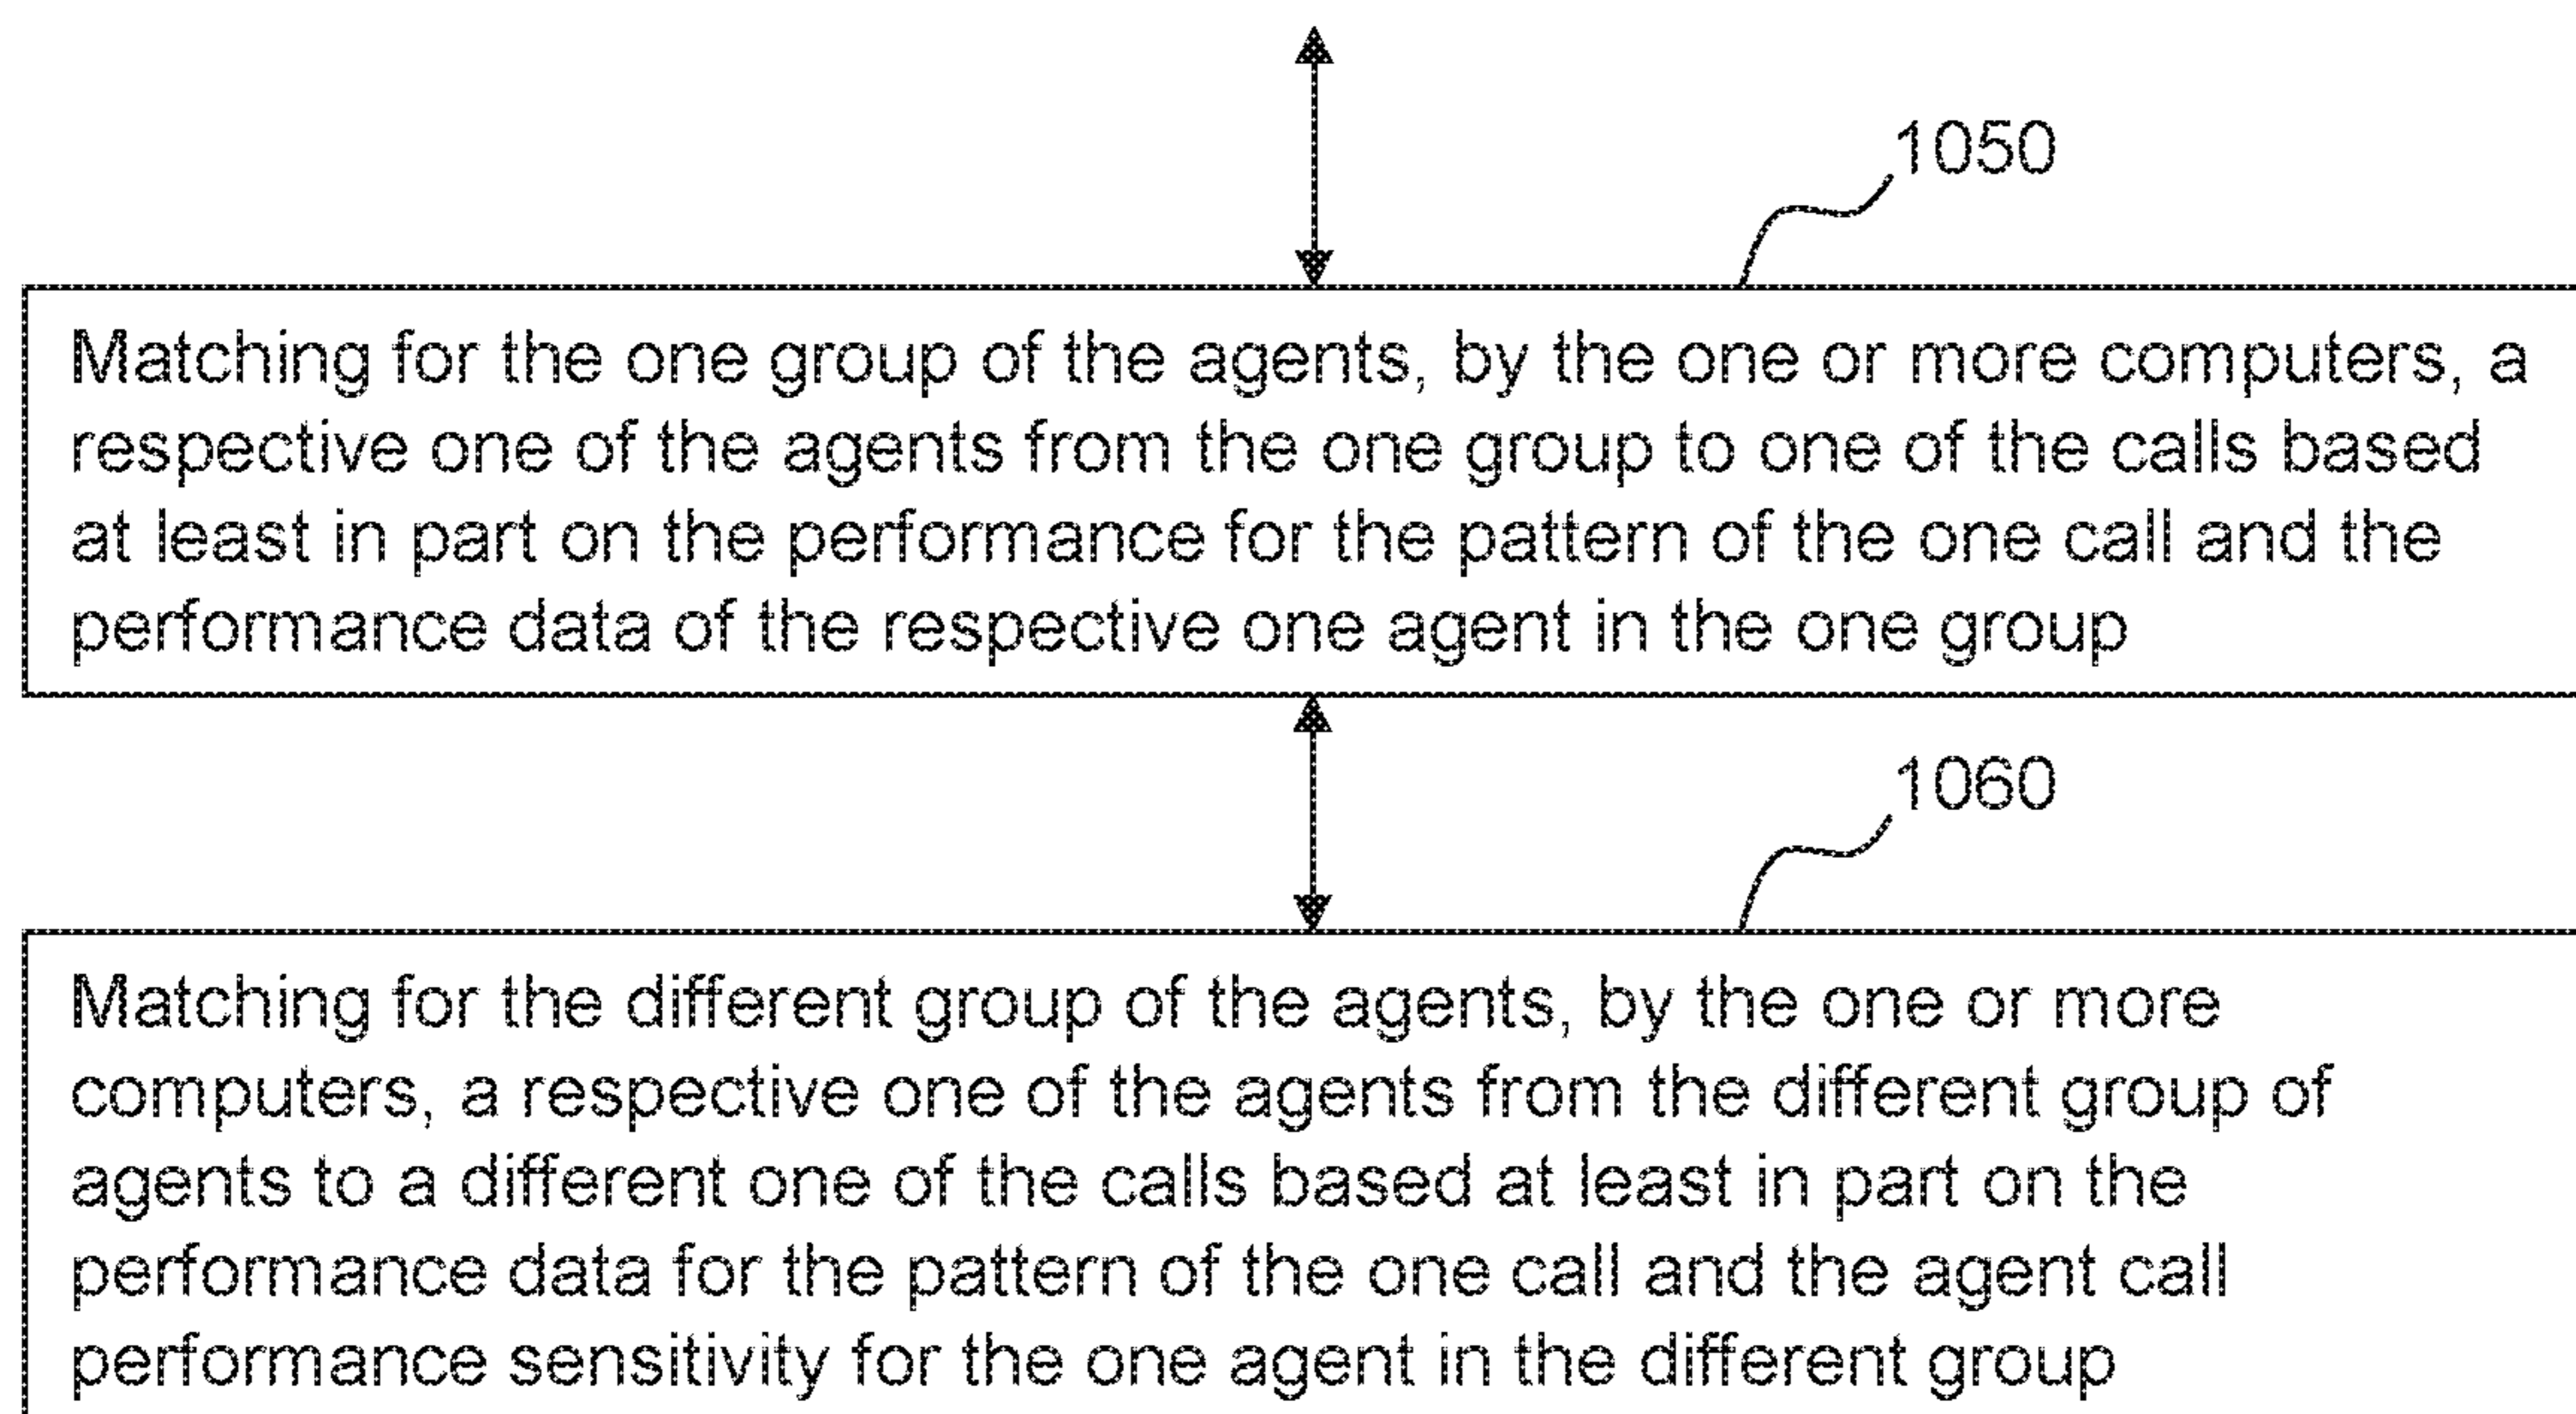 1050
Matching for the one group of the agents, by the one or more computers, a
respective one of the agents from the one group to one of the calls based
at least in part on the performance for the pattern of the one call and the
performance data of the respective one agent in the one group
1060
Matching for the different group of the agents, by the one or more
computers, a respective one of the agents from the different group of
agents to a different one of the calls based at least in part on the
performance data for the pattern of the one call and the agent call
performance sensitivity for the one agent in the different group